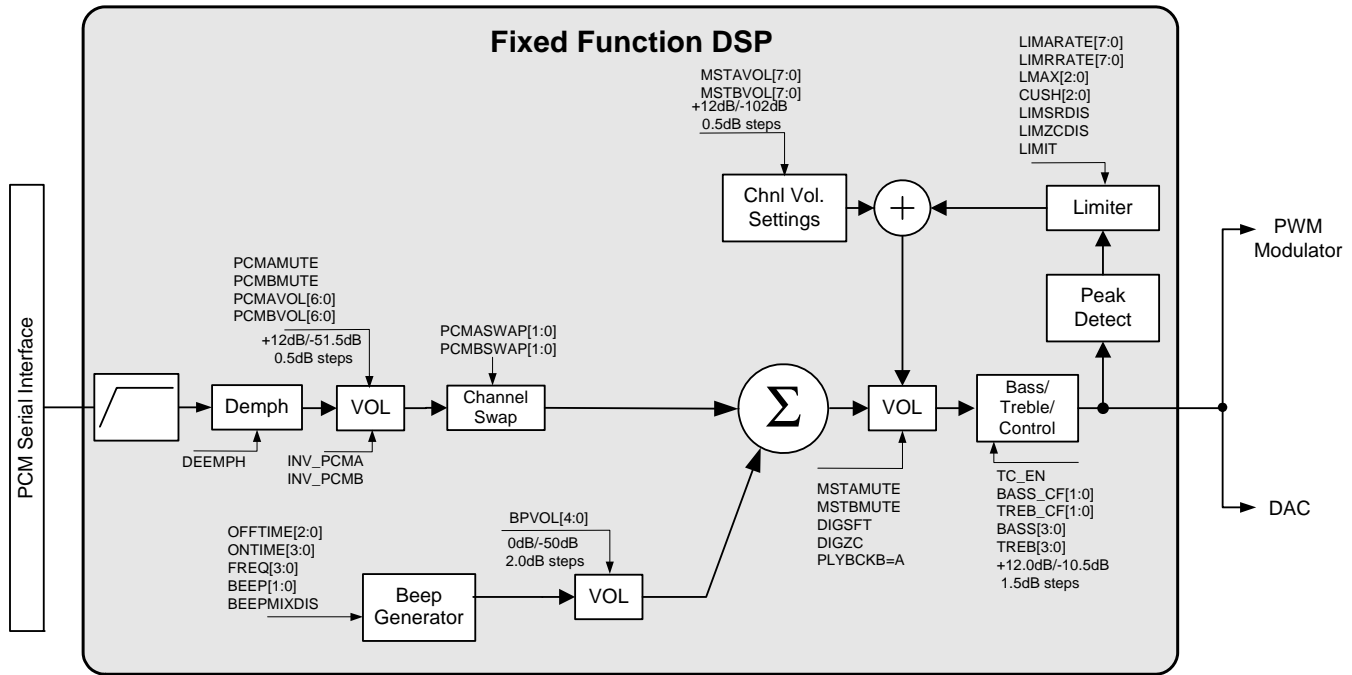 Fixed Function DSP
LIMARATE[7:0]
LIMRRATE[7:0]
LMAX[2:0]
CUSH[2:0]
LIMSRDIS
LIMZCDIS
LIMIT
MSTAVOL[7:0]
MSTBVOL[7:0]
+12dB/-102dB
0.5dB steps
Chnl Vol.
Settings
+
Limiter
PWM
Modulator
Peak
Detect
PCM Serial Interface
PCMAMUTE
PCMBMUTE
PCMAVOL[6:0]
PCMBVOL[6:0]
+12dB/-51.5dB
0.5dB steps
PCMASWAP[1:0]
PCMBSWAP[1:0]
Demph
VOL
Channel
Swap
Σ
VOL
Bass/
Treble/
Control
DEEMPH
INV_PCMA
INV_PCMB
MSTAMUTE
MSTBMUTE
DIGSFT
DIGZC
PLYBCKB=A
TC_EN
BASS_CF[1:0]
TREB_CF[1:0]
BASS[3:0]
TREB[3:0]
+12.0dB/-10.5dB
1.5dB steps
DAC
OFFTIME[2:0]
ONTIME[3:0]
FREQ[3:0]
BEEP[1:0]
BEEPMIXDIS
BPVOL[4:0]
0dB/-50dB
2.0dB steps
Beep
Generator
VOL